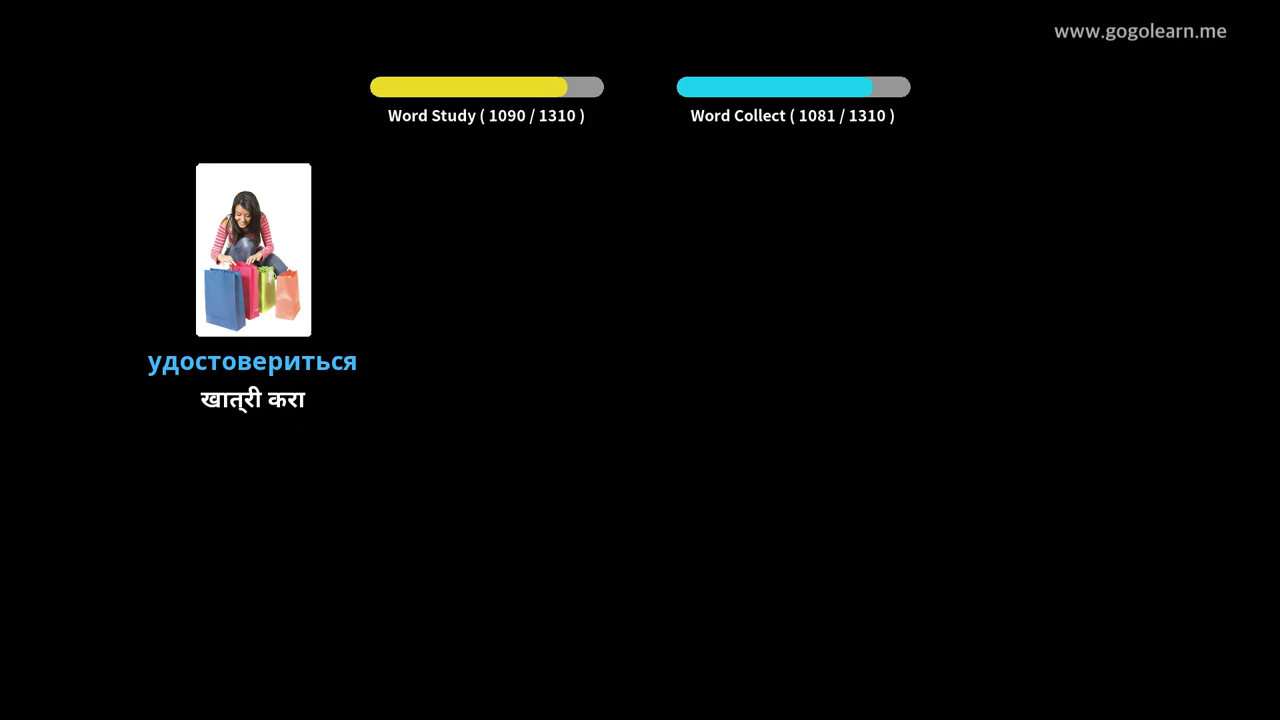 www.gogolearn.me
Word Study ( 1090 / 1310 )
Word Collect ( 1081 / 1310 )
удостовериться
खात्री करा